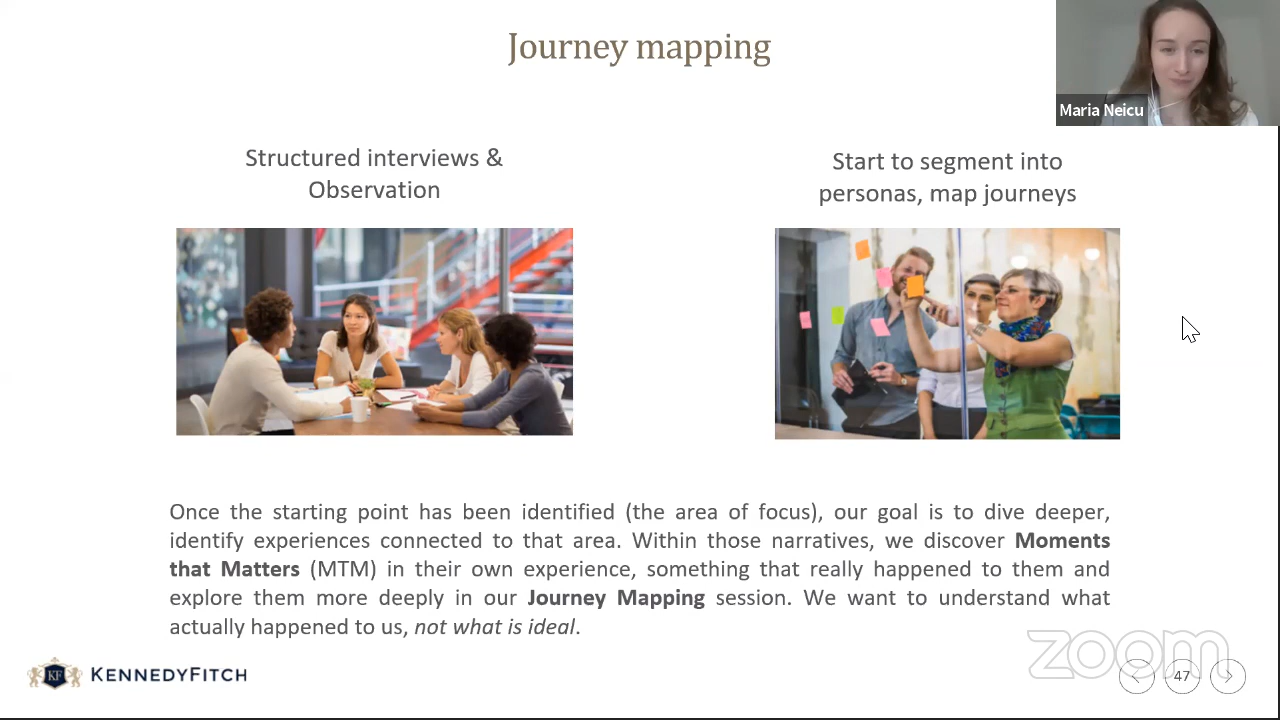 Journey mapping
Maria Neicu
Structured interviews &
Observation
Start to segment into
personas, map journeys
Once the starting point has been identified (the area of focus), our goal is to dive deeper,
identify experiences connected to that area. Within those narratives, we discover Moments
that Matters (MTM) in their own experience, something that really happened to them and
explore them more deeply in our Journey Mapping session. We want to understand what
actually happened to us, not what is ideal.
KF KENNEDYFITCH
zoom
47